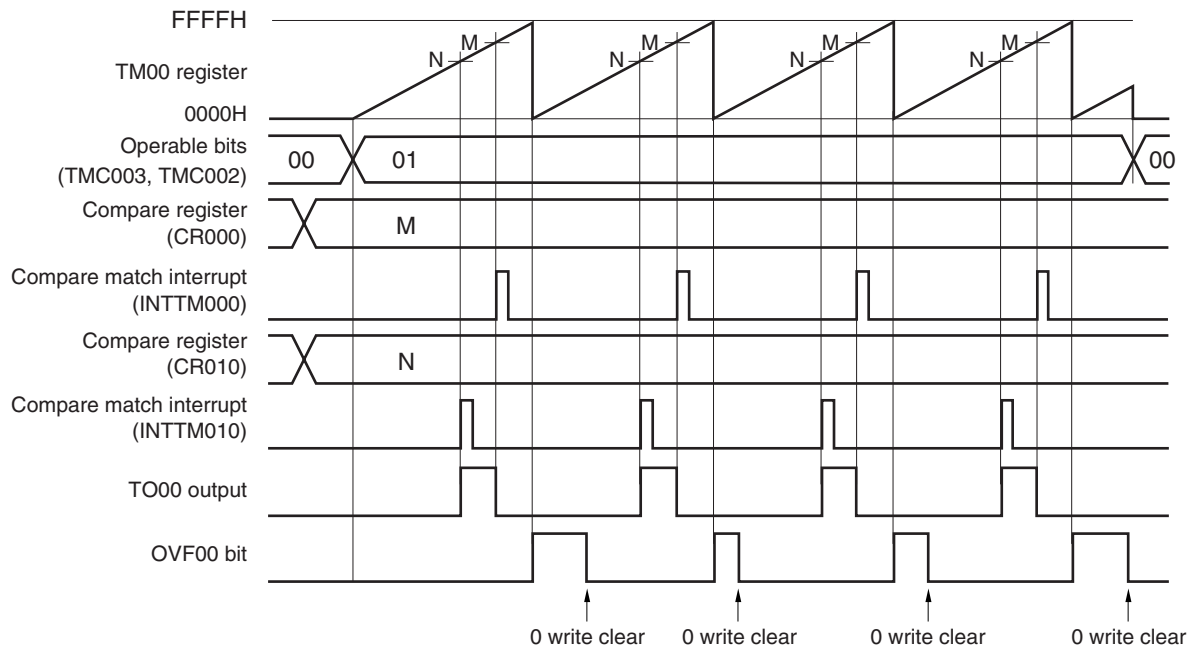 FFFFH
M M M M
N N N N
TM00 register
0000H
Operable bits
(TMC003, TMC002)
00 01 00
Compare register
(CR000)
M
Compare match interrupt
(INTTM000)
Compare register
(CR010)
N
Compare match interrupt
(INTTM010)
TO00 output
OVF00 bit
0 write clear 0 write clear 0 write clear 0 write clear